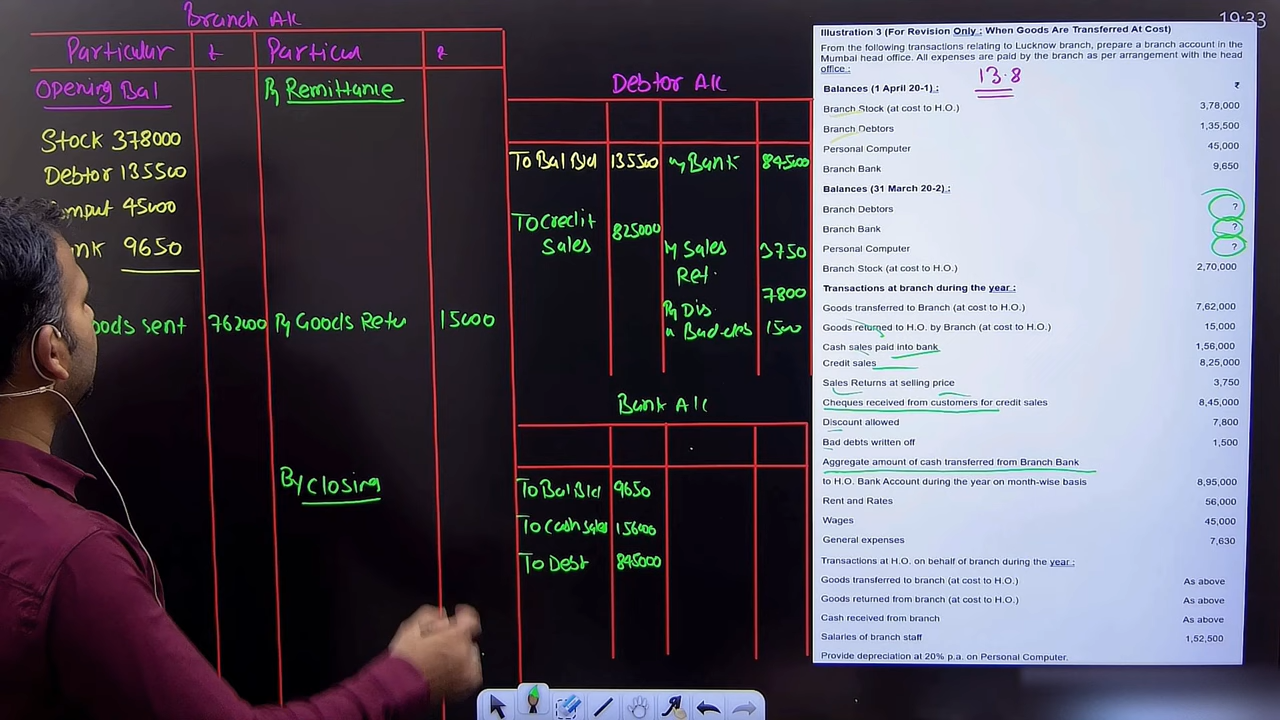 Branch A/c
Particular ₹ Particul ₹
Opening Bal By Remittance
Stock 378000
Debtor 135500
mput 45000
nk 9650
oods sent 762000 By Goods Retu 15000
By closing
Debtor A/c
To Bal B/d 135500 By Bank 845000
To credit Sales 825000
By Sales Ret. 3750
By Dis 7800
" Bad debts 1500
Bank A/c
To Bal B/d 9650
To Cash sales 156000
To Debt 845000
19:33
Illustration 3 (For Revision Only : When Goods Are Transferred At Cost)
From the following transactions relating to Lucknow branch, prepare a branch account in the
Mumbai head office. All expenses are paid by the branch as per arrangement with the head
office :
13.8
Balances (1 April 20-1) : ₹
Branch Stock (at cost to H.O.) 3,78,000
Branch Debtors 1,35,500
Personal Computer 45,000
Branch Bank 9,650
Balances (31 March 20-2) :
Branch Debtors ?
Branch Bank ?
Personal Computer ?
Branch Stock (at cost to H.O.) 2,70,000
Transactions at branch during the year :
Goods transferred to Branch (at cost to H.O.) 7,62,000
Goods returned to H.O. by Branch (at cost to H.O.) 15,000
Cash sales paid into bank 1,56,000
Credit sales 8,25,000
Sales Returns at selling price 3,750
Cheques received from customers for credit sales 8,45,000
Discount allowed 7,800
Bad debts written off 1,500
Aggregate amount of cash transferred from Branch Bank
to H.O. Bank Account during the year on month-wise basis 8,95,000
Rent and Rates 56,000
Wages 45,000
General expenses 7,630
Transactions at H.O. on behalf of branch during the year :
Goods transferred to branch (at cost to H.O.) As above
Goods returned from branch (at cost to H.O.) As above
Cash received from branch As above
Salaries of branch staff 1,52,500
Provide depreciation at 20% p.a. on Personal Computer.